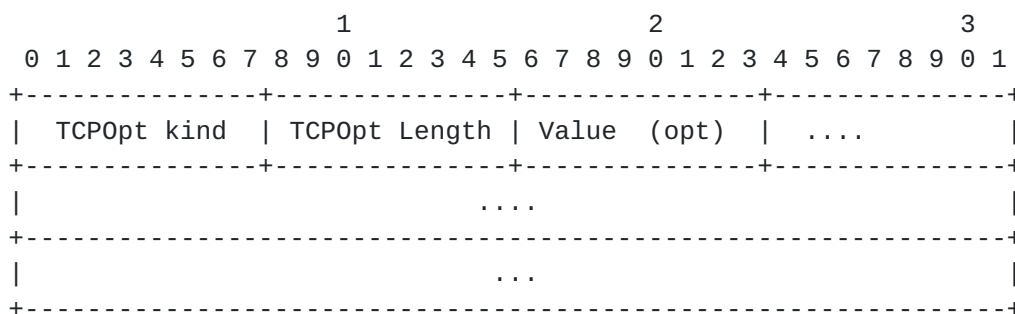 1                   2                   3
 0 1 2 3 4 5 6 7 8 9 0 1 2 3 4 5 6 7 8 9 0 1 2 3 4 5 6 7 8 9 0 1
+---------------+---------------+---------------+---------------+
|  TCPOpt kind  | TCPOpt Length | Value  (opt)  |  ....         |
+---------------+---------------+---------------+---------------+
|                             ....                              |
+---------------------------------------------------------------+
|                              ...                              |
+---------------------------------------------------------------+